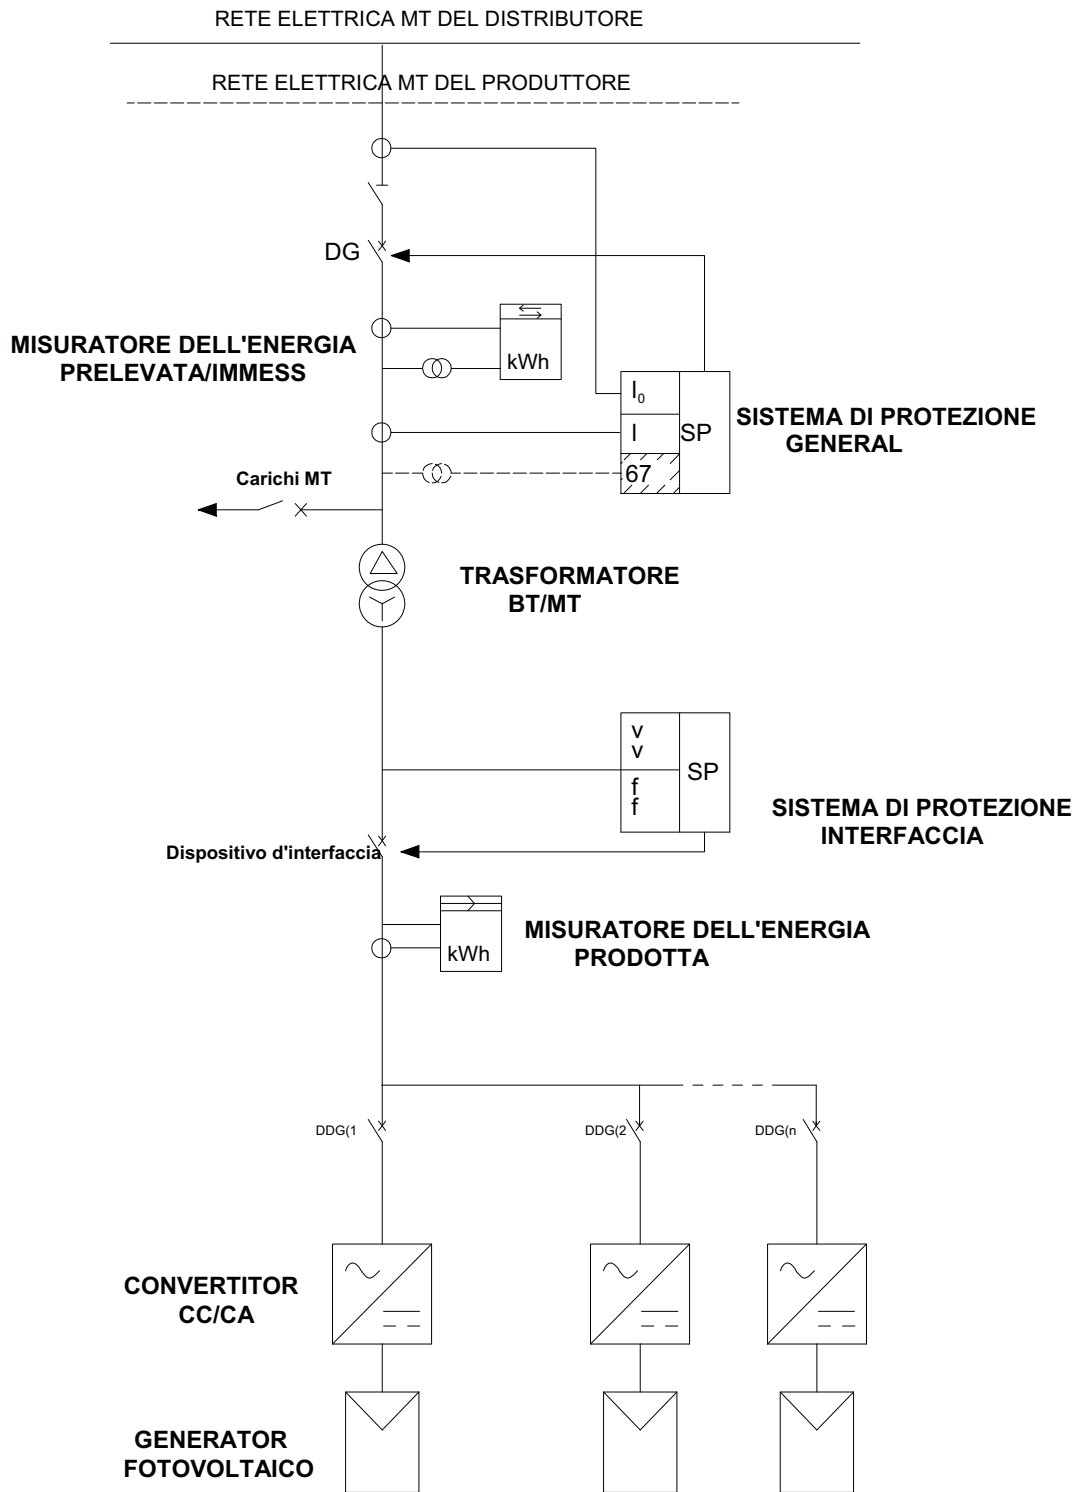 RETE ELETTRICA MT DEL DISTRIBUTORE
RETE ELETTRICA MT DEL PRODUTTORE
DG
MISURATORE DELL'ENERGIA
PRELEVATA/IMMESS
kWh
I₀
I
SP
67
SISTEMA DI PROTEZIONE
GENERAL
Carichi MT
TRASFORMATORE
BT/MT
v
v
f
f
SP
SISTEMA DI PROTEZIONE
INTERFACCIA
Dispositivo d'interfaccia
kWh
MISURATORE DELL'ENERGIA
PRODOTTA
DDG(1
DDG(2
DDG(n
CONVERTITOR
CC/CA
GENERATOR
FOTOVOLTAICO